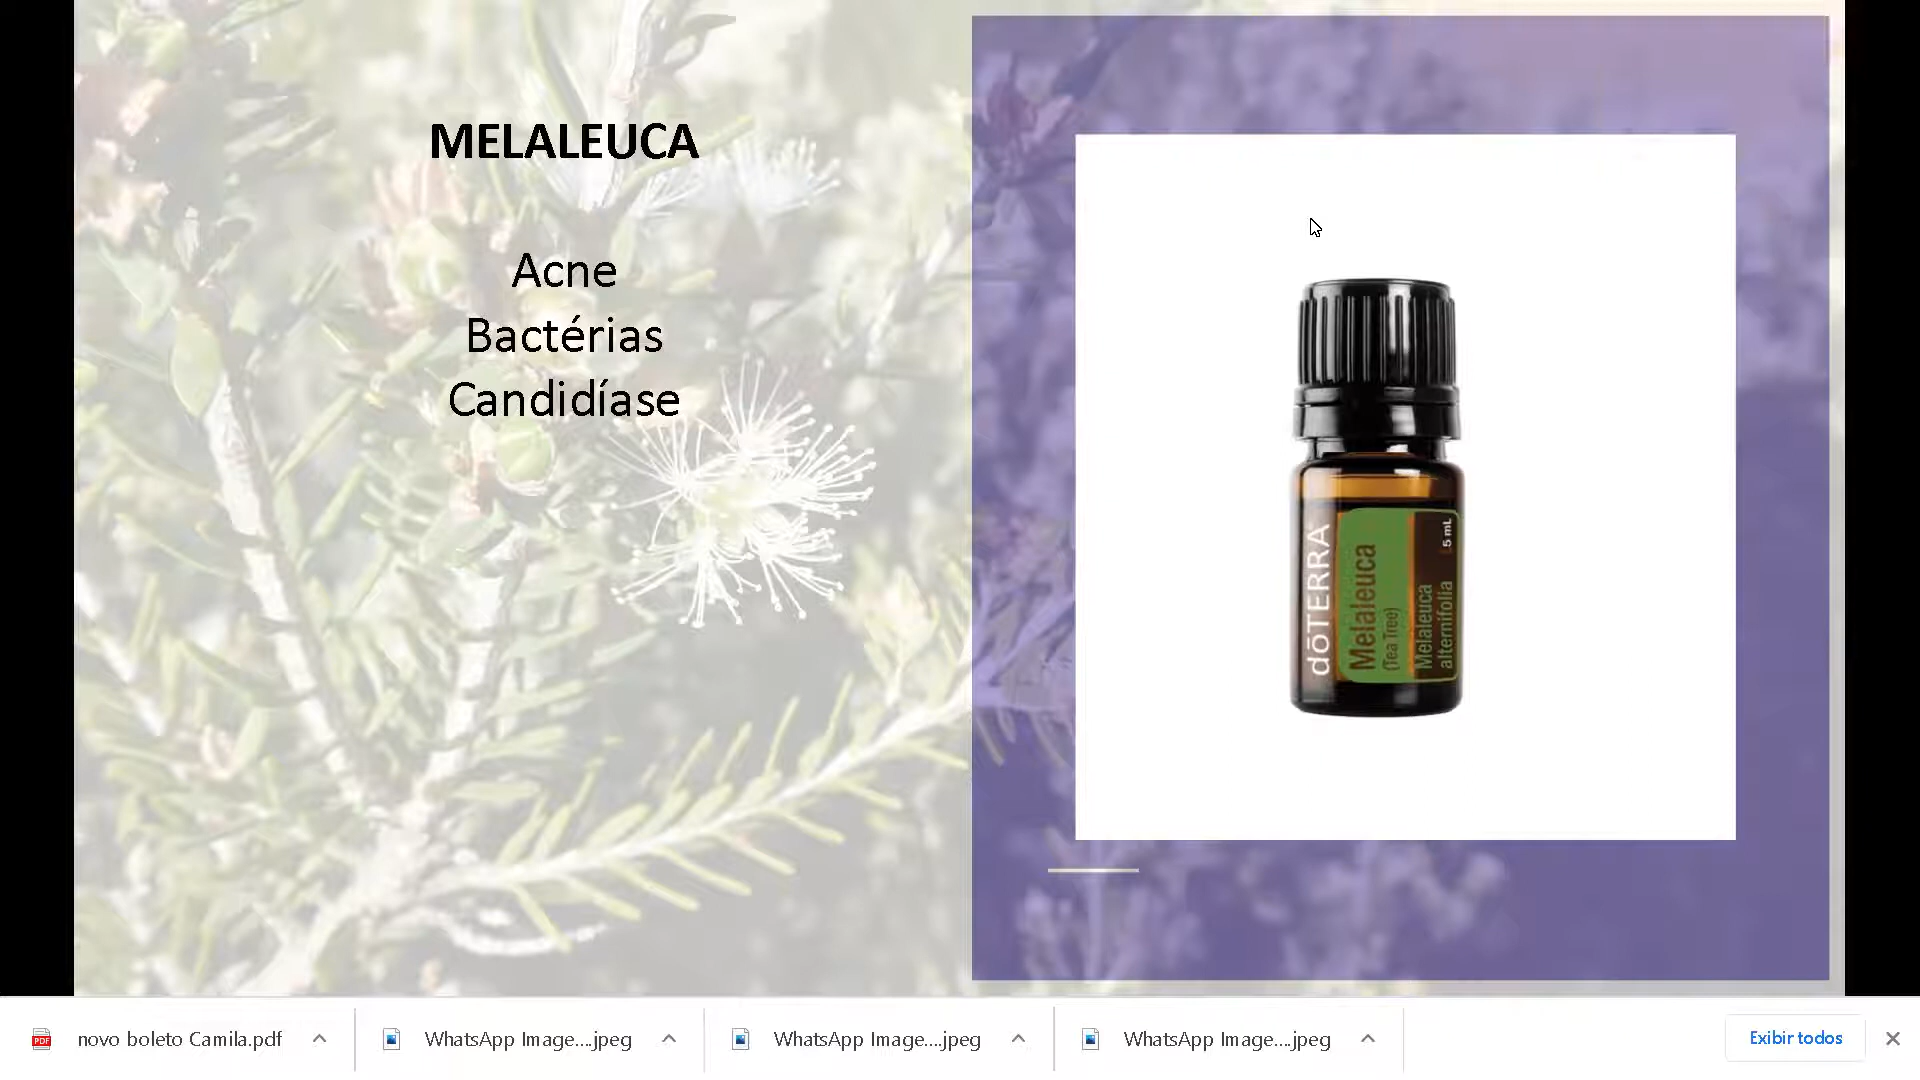 MELALEUCA
Acne
Bactérias
Candidíase
dōTERRA
Melaleuca
(Tea Tree)
Melaleuca
alternifolia
5 mL
novo boleto Camila.pdf
WhatsApp Image....jpeg
WhatsApp Image....jpeg
WhatsApp Image....jpeg
Exibir todos
PDF